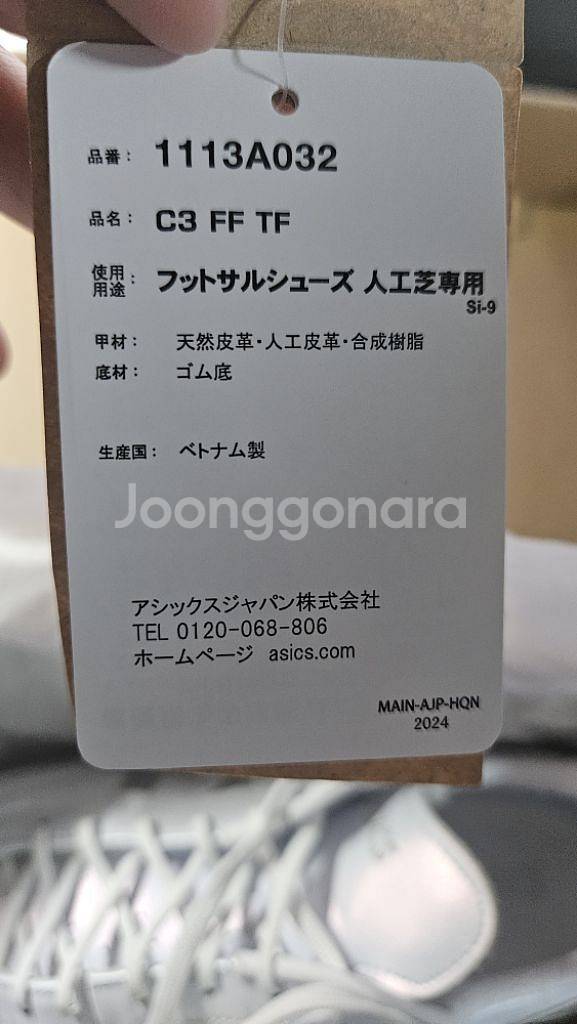 品番： 1113A032
品名： C3 FF TF
使用用途： フットサルシューズ 人工芝専用
Si-9
甲材： 天然皮革・人工皮革・合成樹脂
底材： ゴム底
生産国： ベトナム製
Joonggonara
アシックスジャパン株式会社
TEL 0120-068-806
ホームページ asics.com
MAIN-AJP-HQN
2024